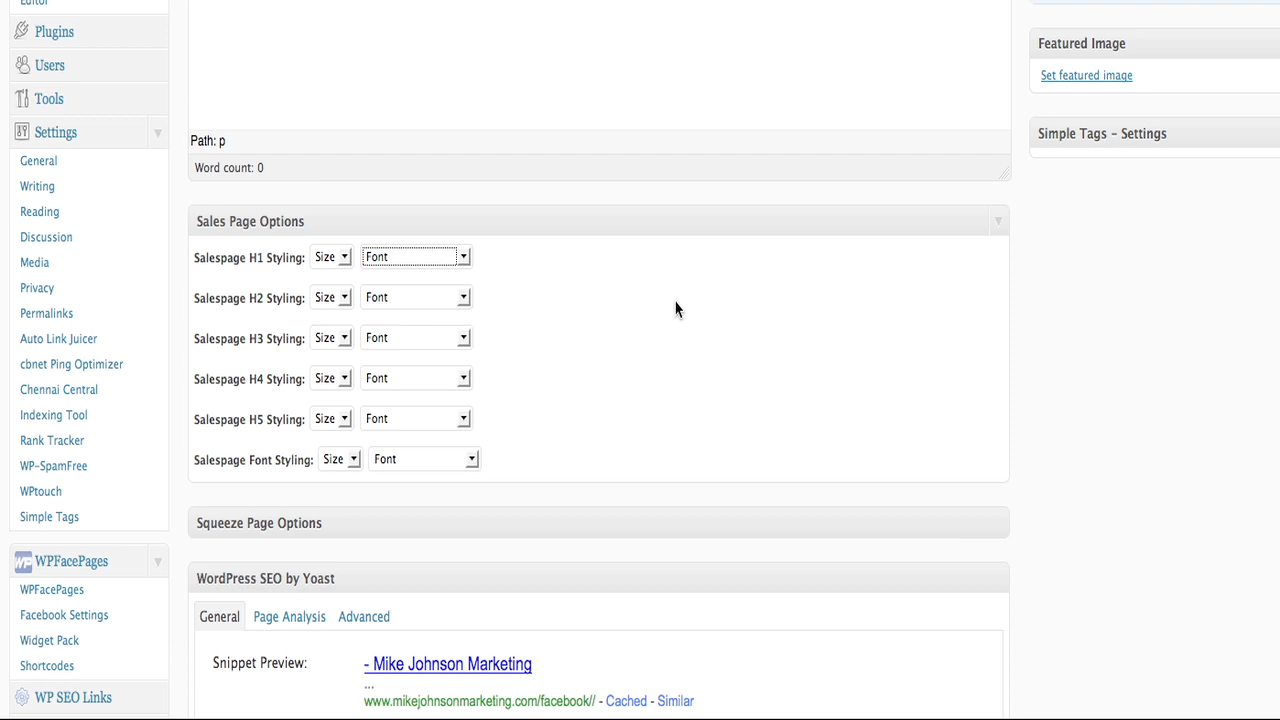 Editor
Plugins
Users
Tools
Settings
General
Writing
Reading
Discussion
Media
Privacy
Permalinks
Auto Link Juicer
cbnet Ping Optimizer
Chennai Central
Indexing Tool
Rank Tracker
WP-SpamFree
WPtouch
Simple Tags
WPFacePages
WPFacePages
Facebook Settings
Widget Pack
Shortcodes
WP SEO Links
Path: p
Word count: 0
Sales Page Options
Salespage H1 Styling: Size Font
Salespage H2 Styling: Size Font
Salespage H3 Styling: Size Font
Salespage H4 Styling: Size Font
Salespage H5 Styling: Size Font
Salespage Font Styling: Size Font
Squeeze Page Options
WordPress SEO by Yoast
General Page Analysis Advanced
Snippet Preview: - Mike Johnson Marketing
...
www.mikejohnsonmarketing.com/facebook// - Cached - Similar
Featured Image
Set featured image
Simple Tags - Settings